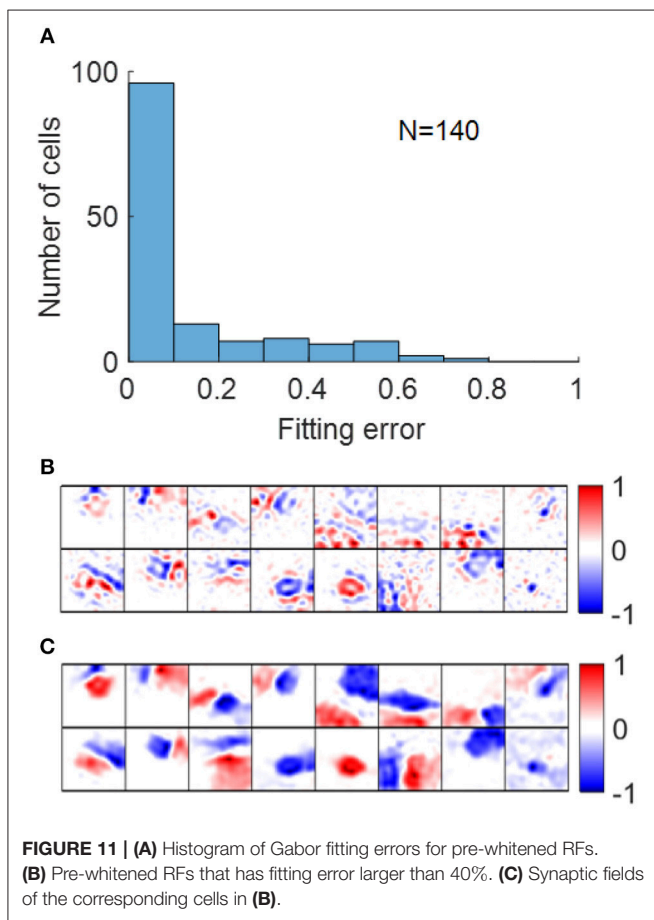 A
100
50
0
Number of cells
N=140
0 0.2 0.4 0.6 0.8 1
Fitting error
B
1
0
-1
C
1
0
-1
FIGURE 11 | (A) Histogram of Gabor fitting errors for pre-whitened RFs.
(B) Pre-whitened RFs that has fitting error larger than 40%. (C) Synaptic fields
of the corresponding cells in (B).